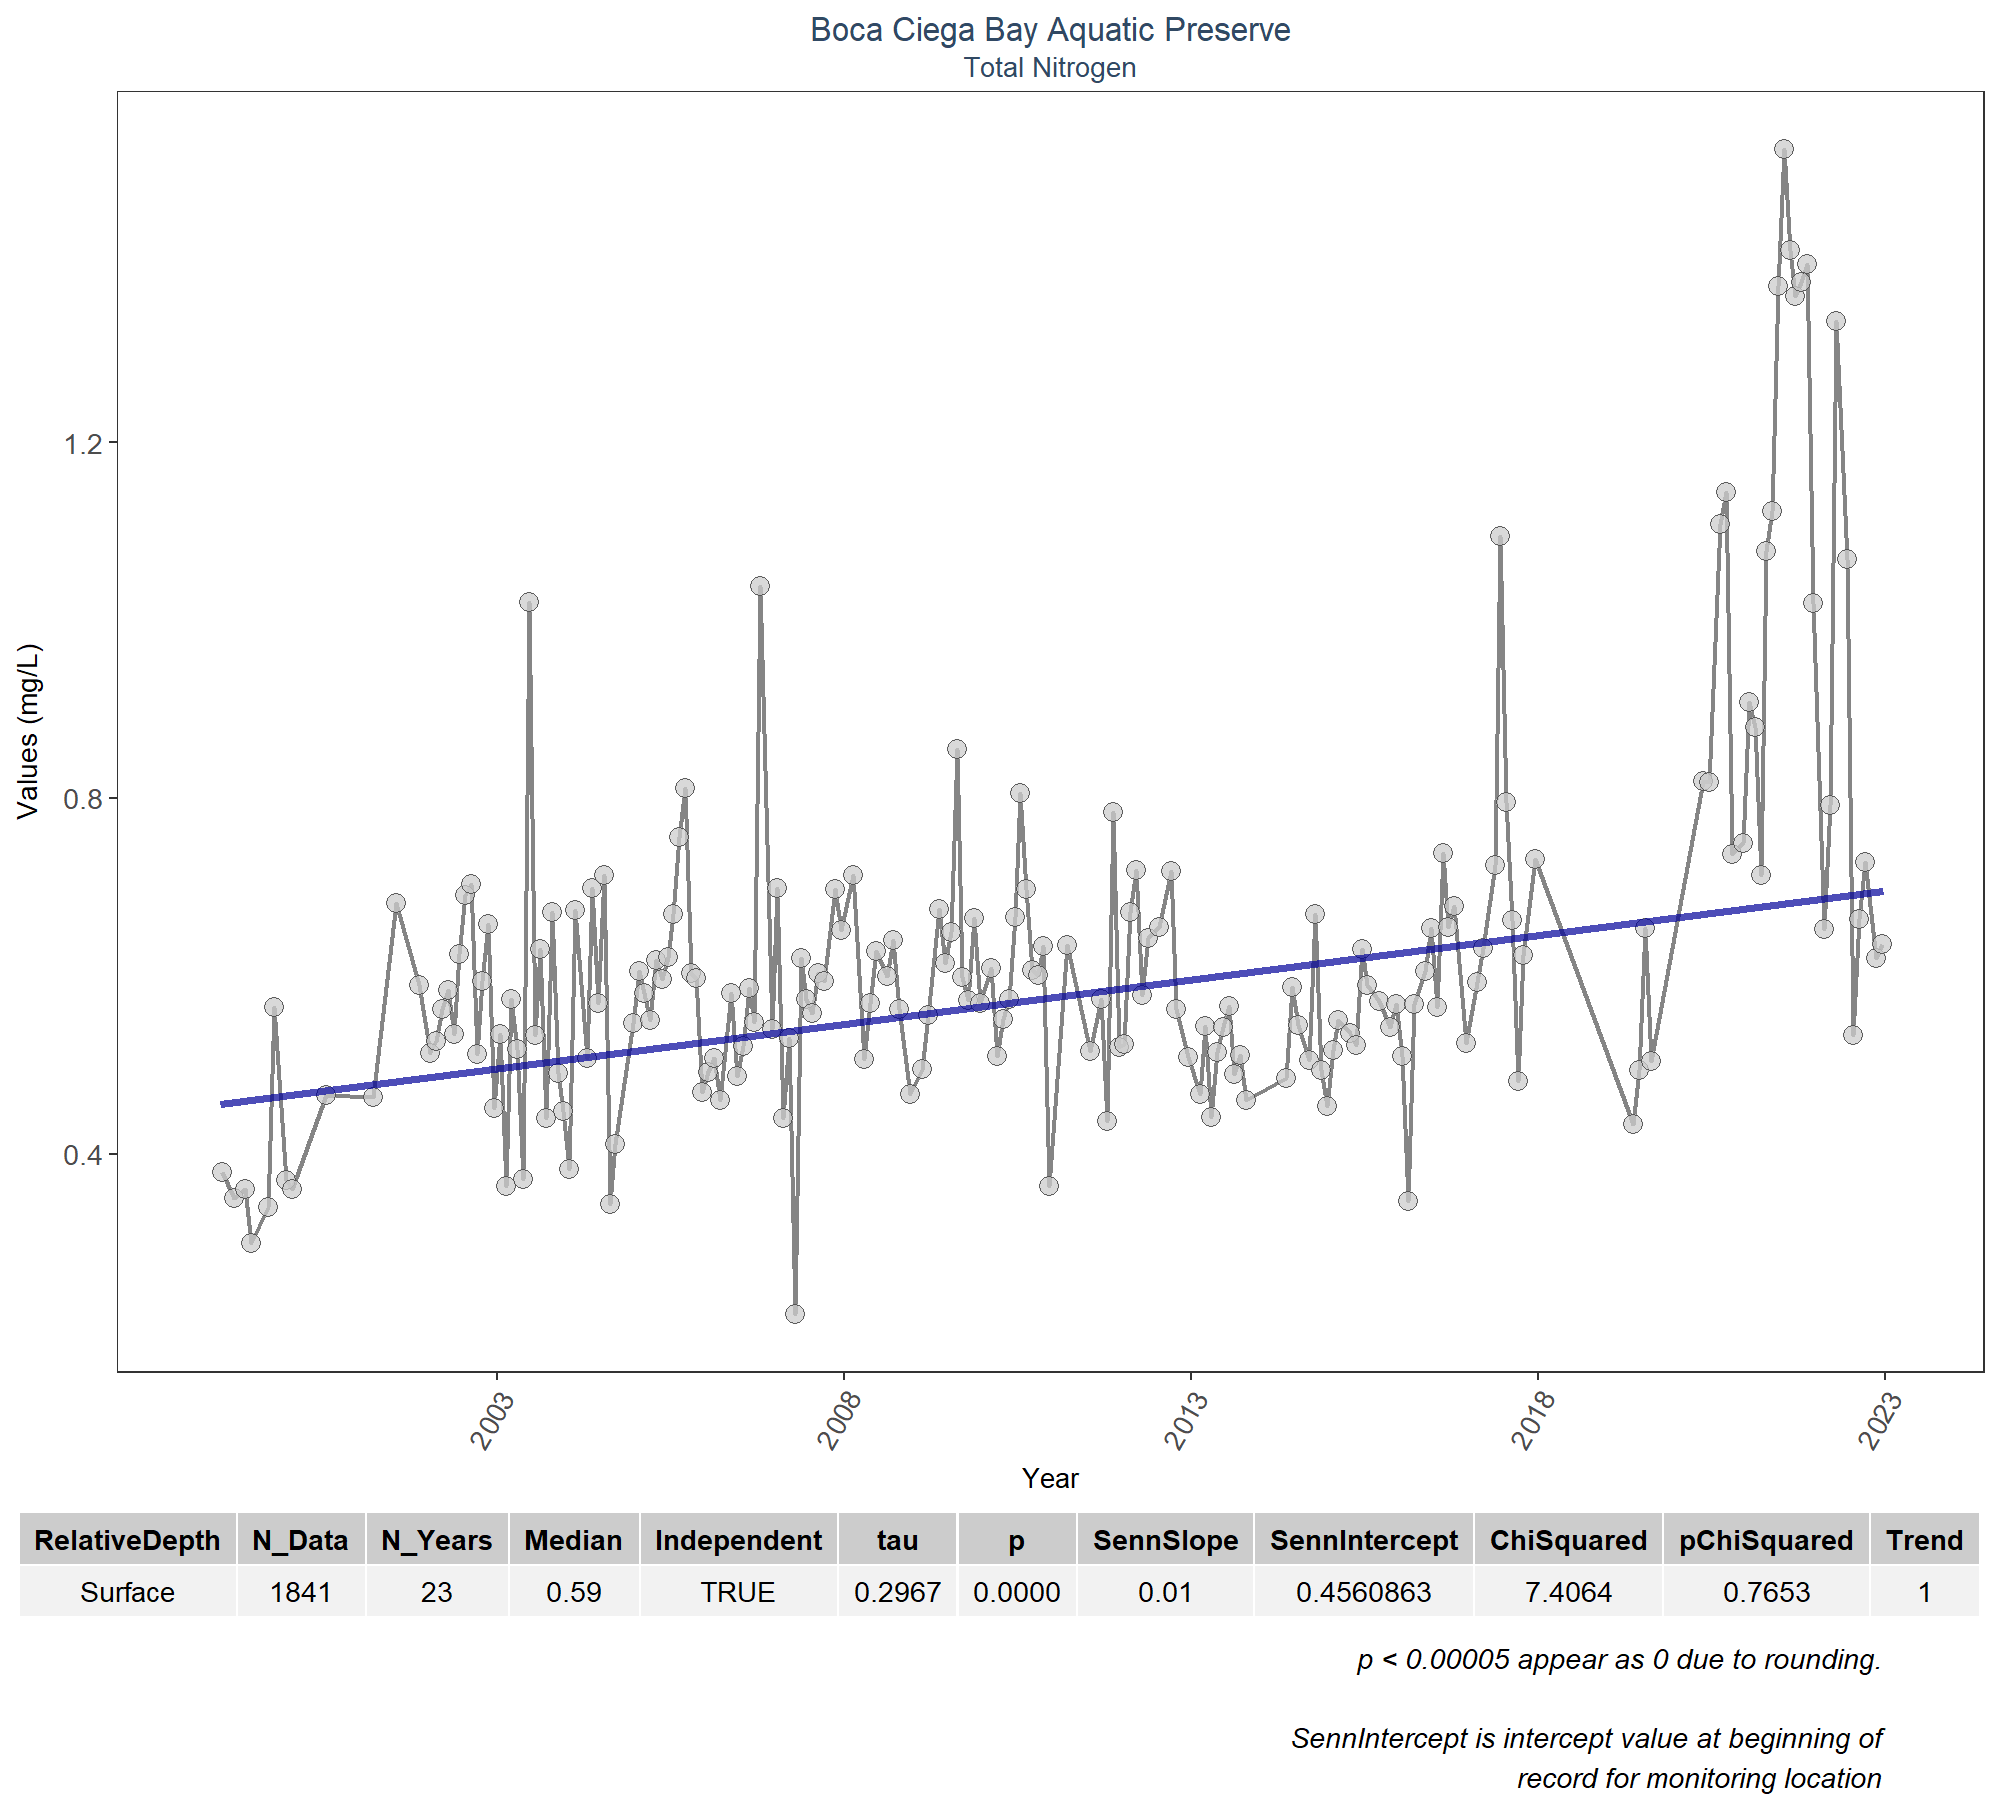 Boca Ciega Bay Aquatic Preserve
Total Nitrogen
Values (mg/L)
1.2
0.8
0.4
2003 2008 2013 2018 2023
Year
RelativeDepth N_Data N_Years Median Independent tau p SennSlope SennIntercept ChiSquared pChiSquared Trend
Surface 1841 23 0.59 TRUE 0.2967 0.0000 0.01 0.4560863 7.4064 0.7653 1
p < 0.00005 appear as 0 due to rounding.
SennIntercept is intercept value at beginning of
record for monitoring location